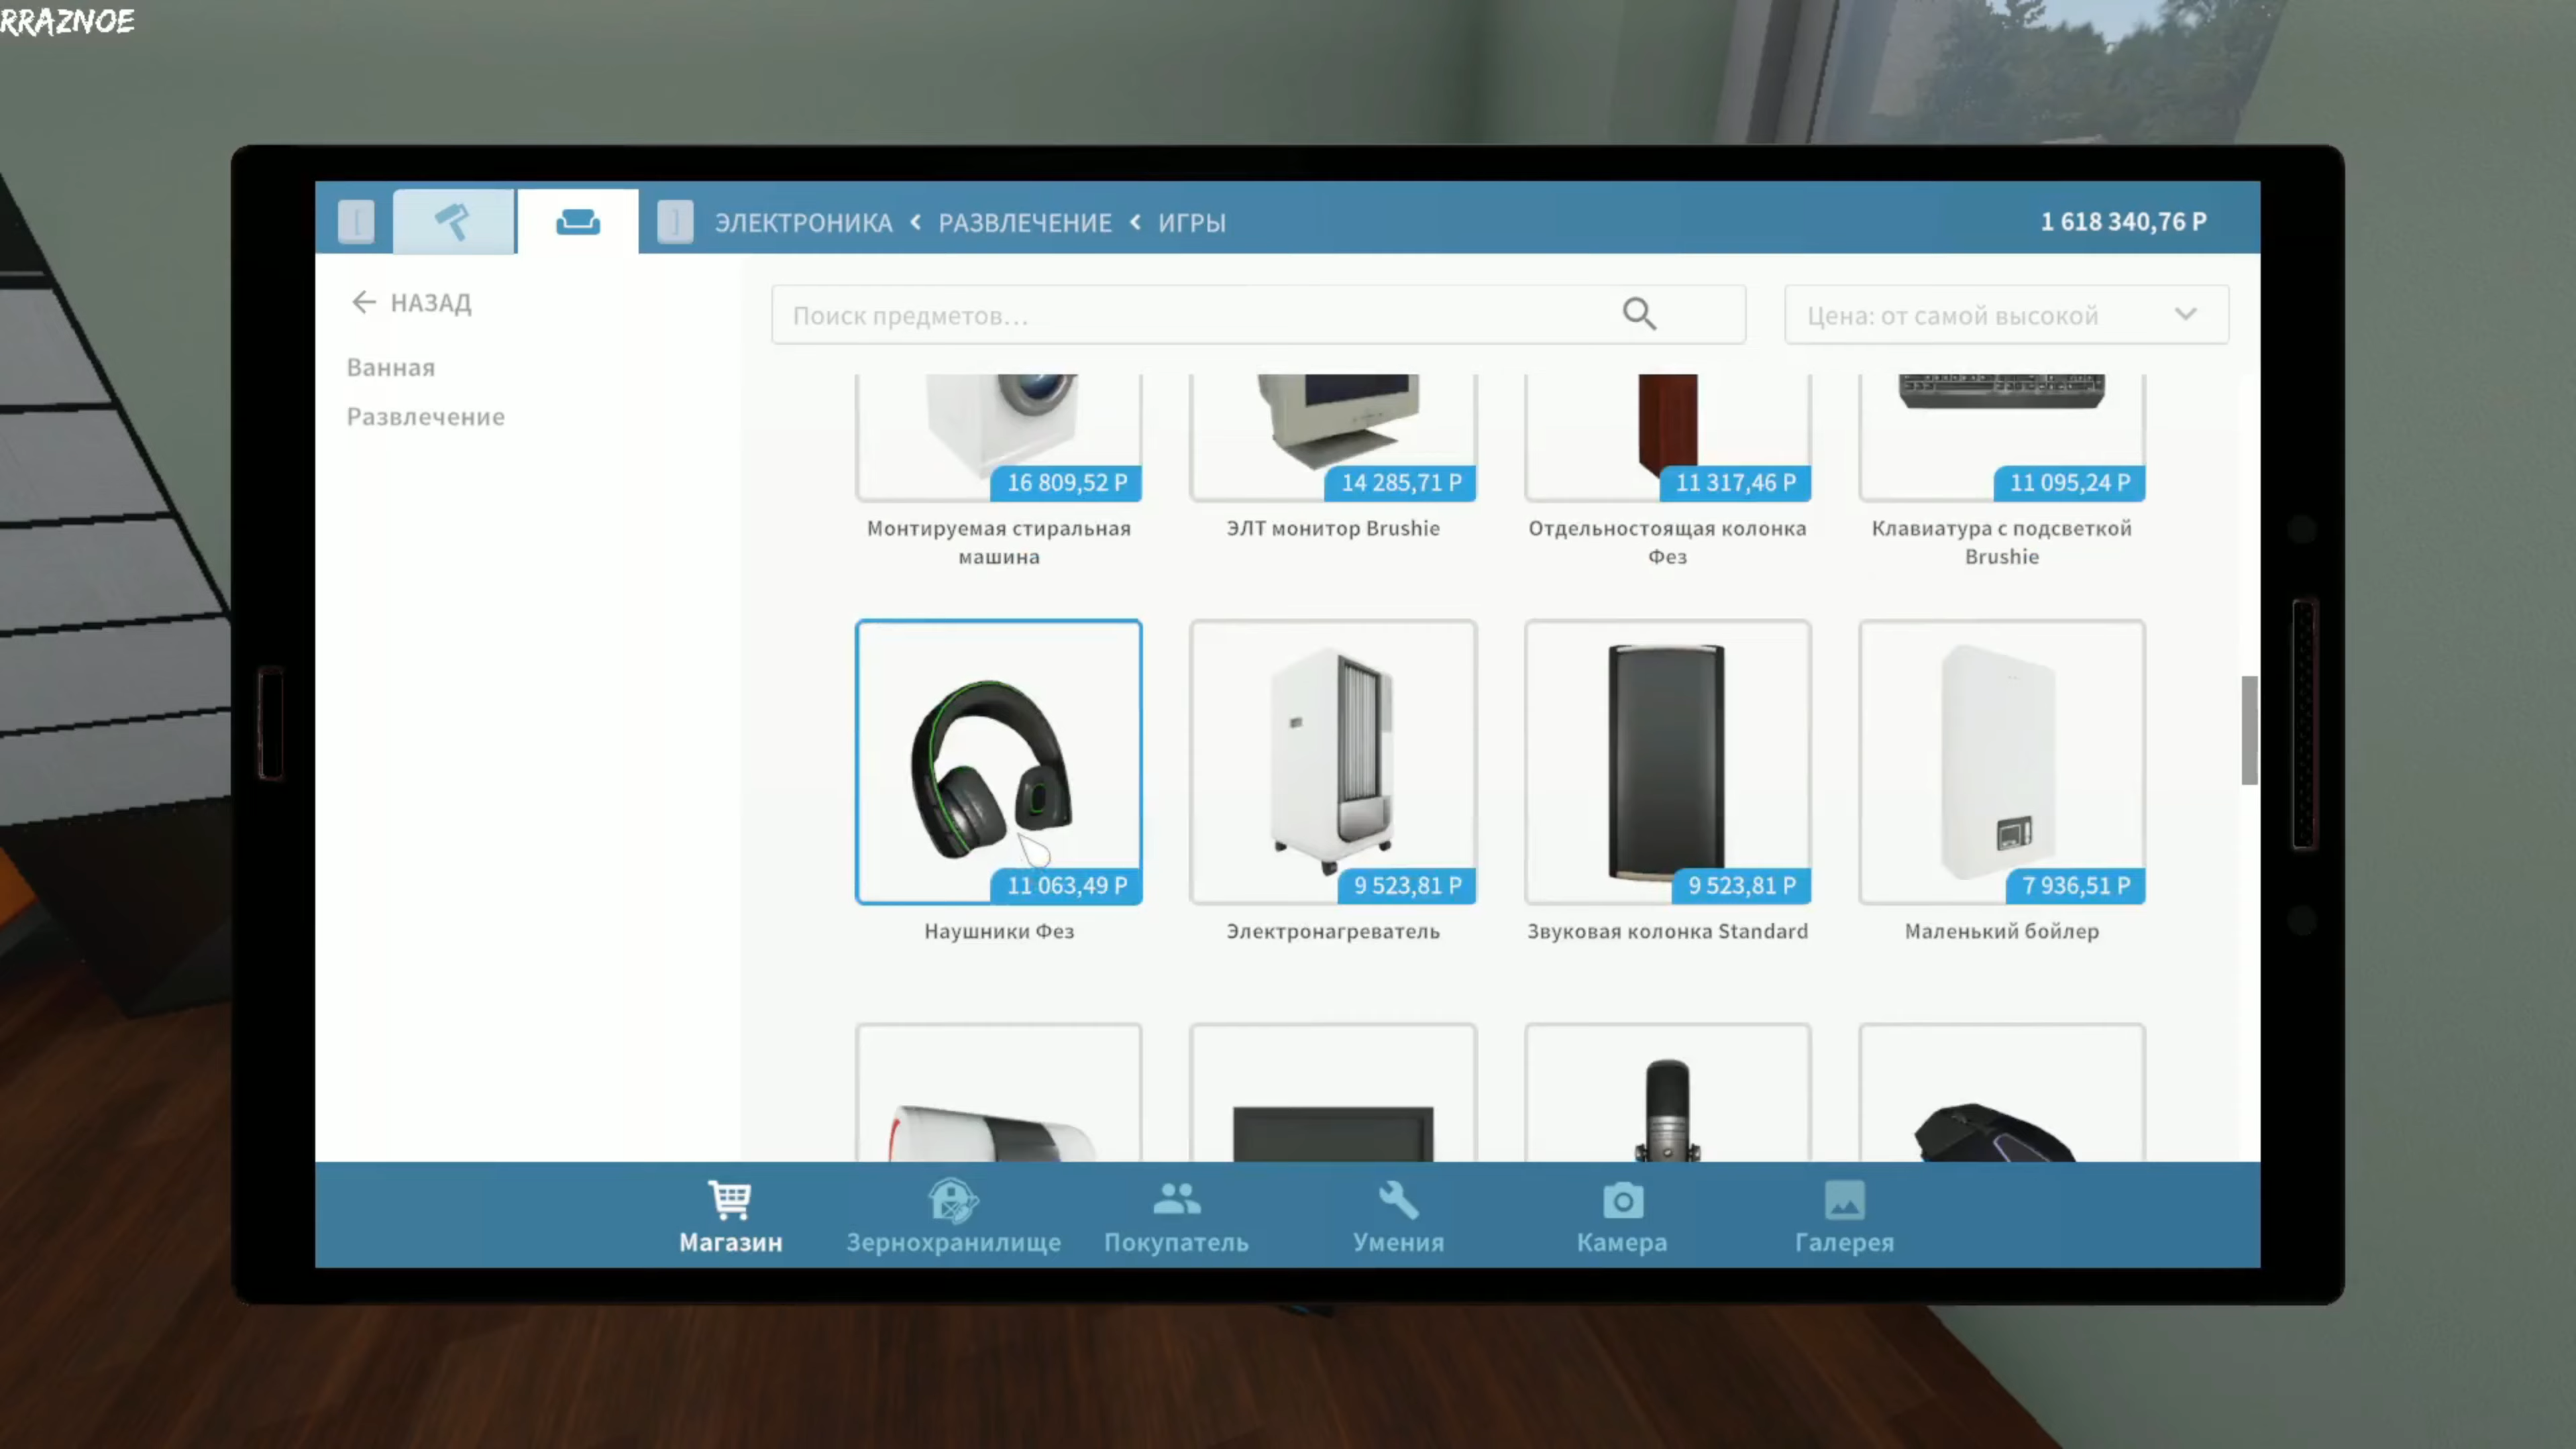 RRAZNOE
[
]
ЭЛЕКТРОНИКА < РАЗВЛЕЧЕНИЕ < ИГРЫ
1 618 340,76 Р
← НАЗАД
Ванная
Развлечение
Поиск предметов...
Цена: от самой высокой
16 809,52 Р
14 285,71 Р
11 317,46 Р
11 095,24 Р
Монтируемая стиральная
машина
ЭЛТ монитор Brushie
Отдельностоящая колонка
Фез
Клавиатура с подсветкой
Brushie
11 063,49 Р
9 523,81 Р
9 523,81 Р
7 936,51 Р
Наушники Фез
Электронагреватель
Звуковая колонка Standard
Маленький бойлер
Магазин
Зернохранилище
Покупатель
Умения
Камера
Галерея